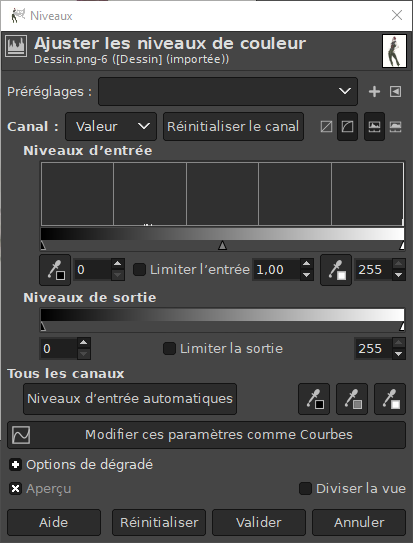 Niveaux
Ajuster les niveaux de couleur
Dessin.png-6 ([Dessin] (importée))
Préréglages :
Canal : Valeur Réinitialiser le canal
Niveaux d’entrée
0 Limiter l’entrée 1,00 255
Niveaux de sortie
0 Limiter la sortie 255
Tous les canaux
Niveaux d’entrée automatiques
Modifier ces paramètres comme Courbes
Options de dégradé
Aperçu Diviser la vue
Aide Réinitialiser Valider Annuler